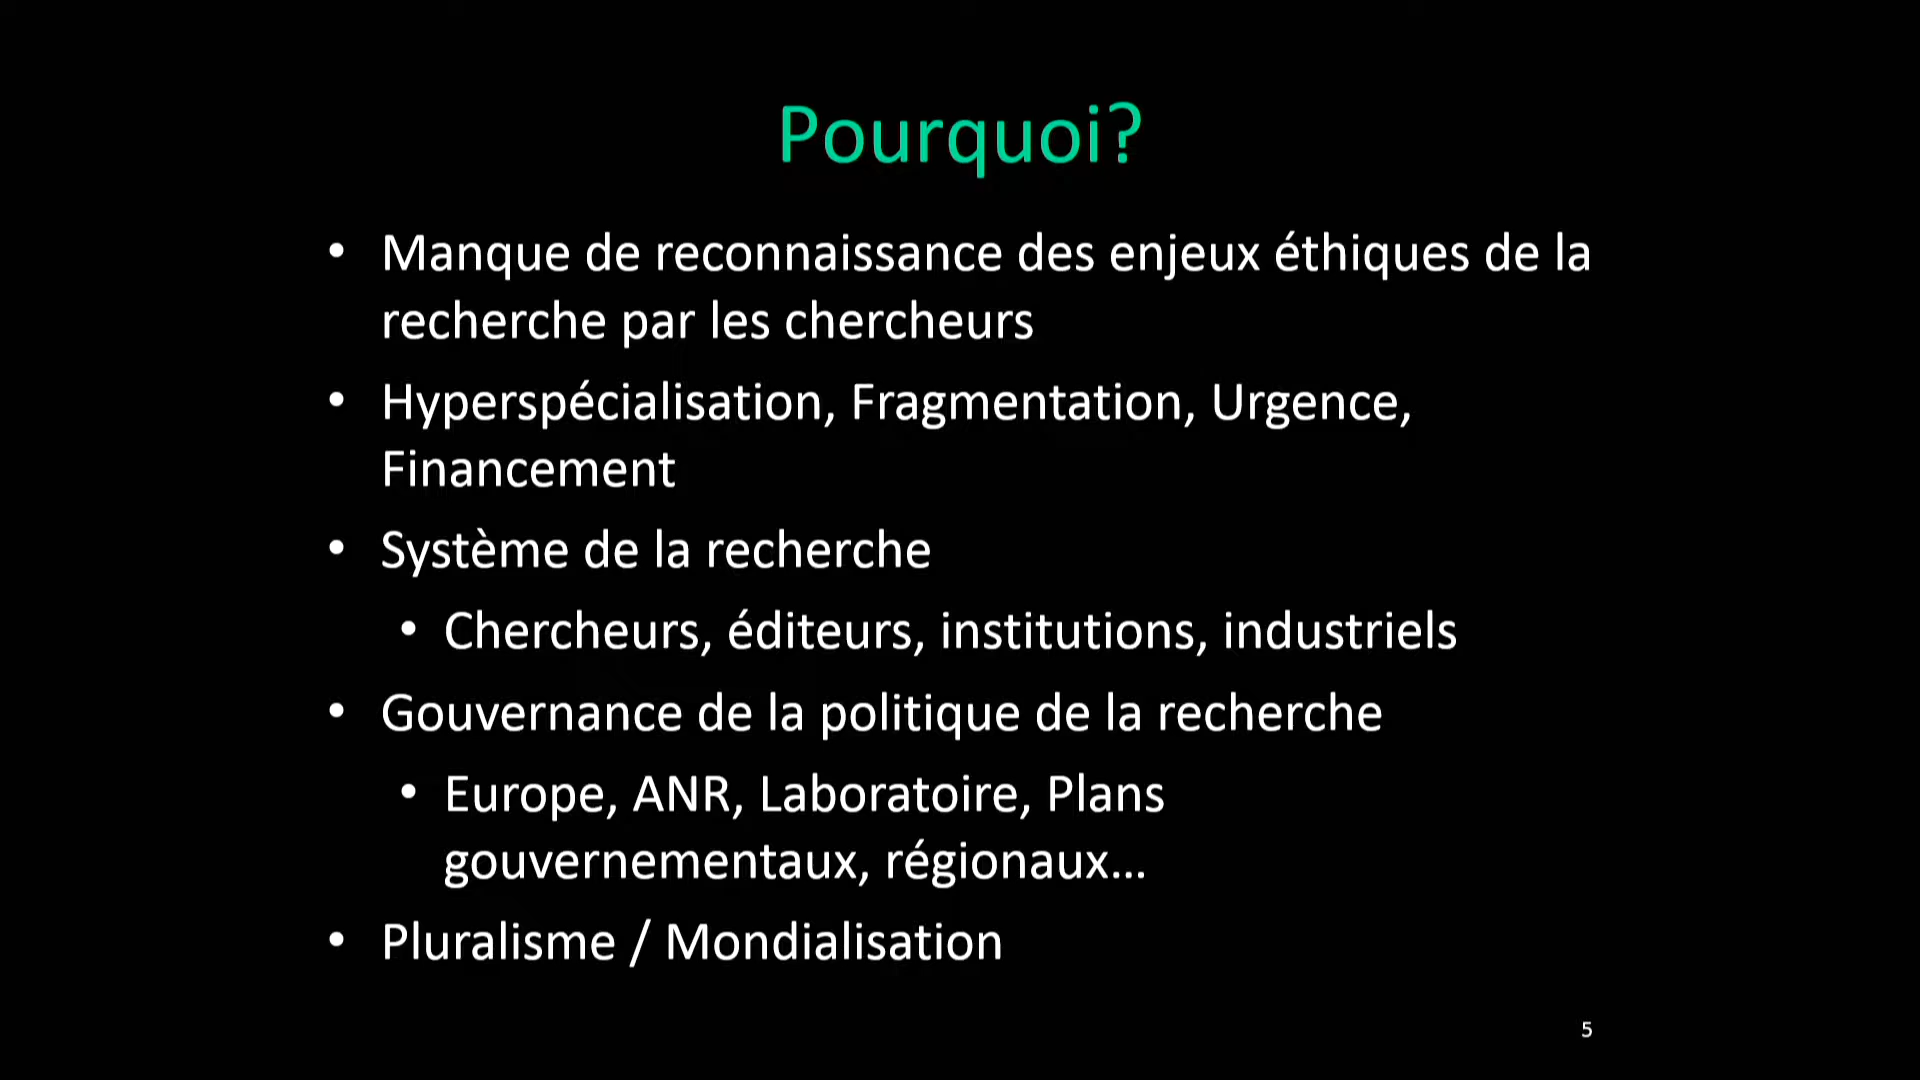 Pourquoi?
• Manque de reconnaissance des enjeux éthiques de la
recherche par les chercheurs
• Hyperspécialisation, Fragmentation, Urgence,
Financement
• Système de la recherche
• Chercheurs, éditeurs, institutions, industriels
• Gouvernance de la politique de la recherche
• Europe, ANR, Laboratoire, Plans
gouvernementaux, régionaux…
• Pluralisme / Mondialisation
5